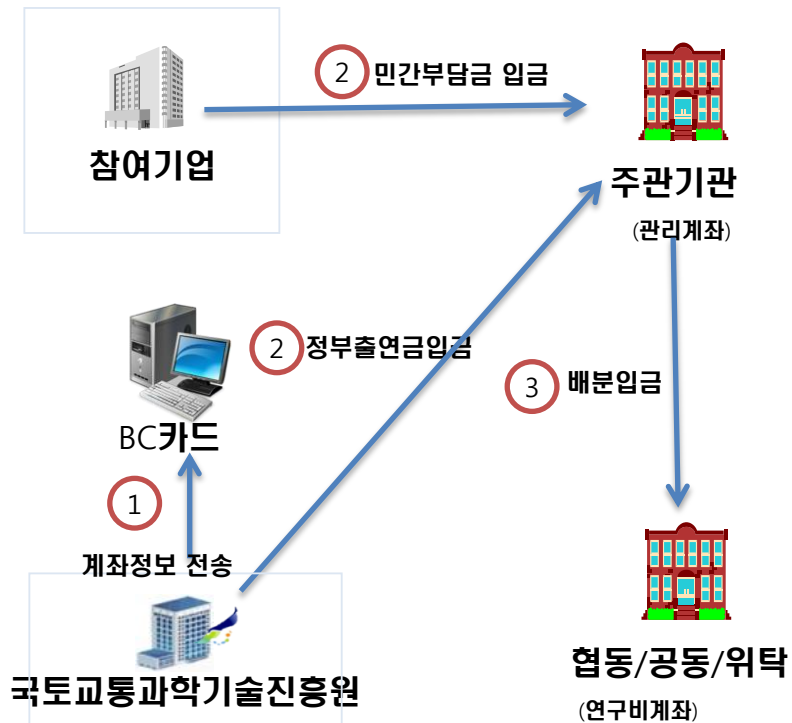 2 민간부담금 입금
참여기업
주관기관
(관리계좌)
2 정부출연금입금
3 배분입금
BC카드
1
계좌정보 전송
국토교통과학기술진흥원
협동/공동/위탁
(연구비계좌)